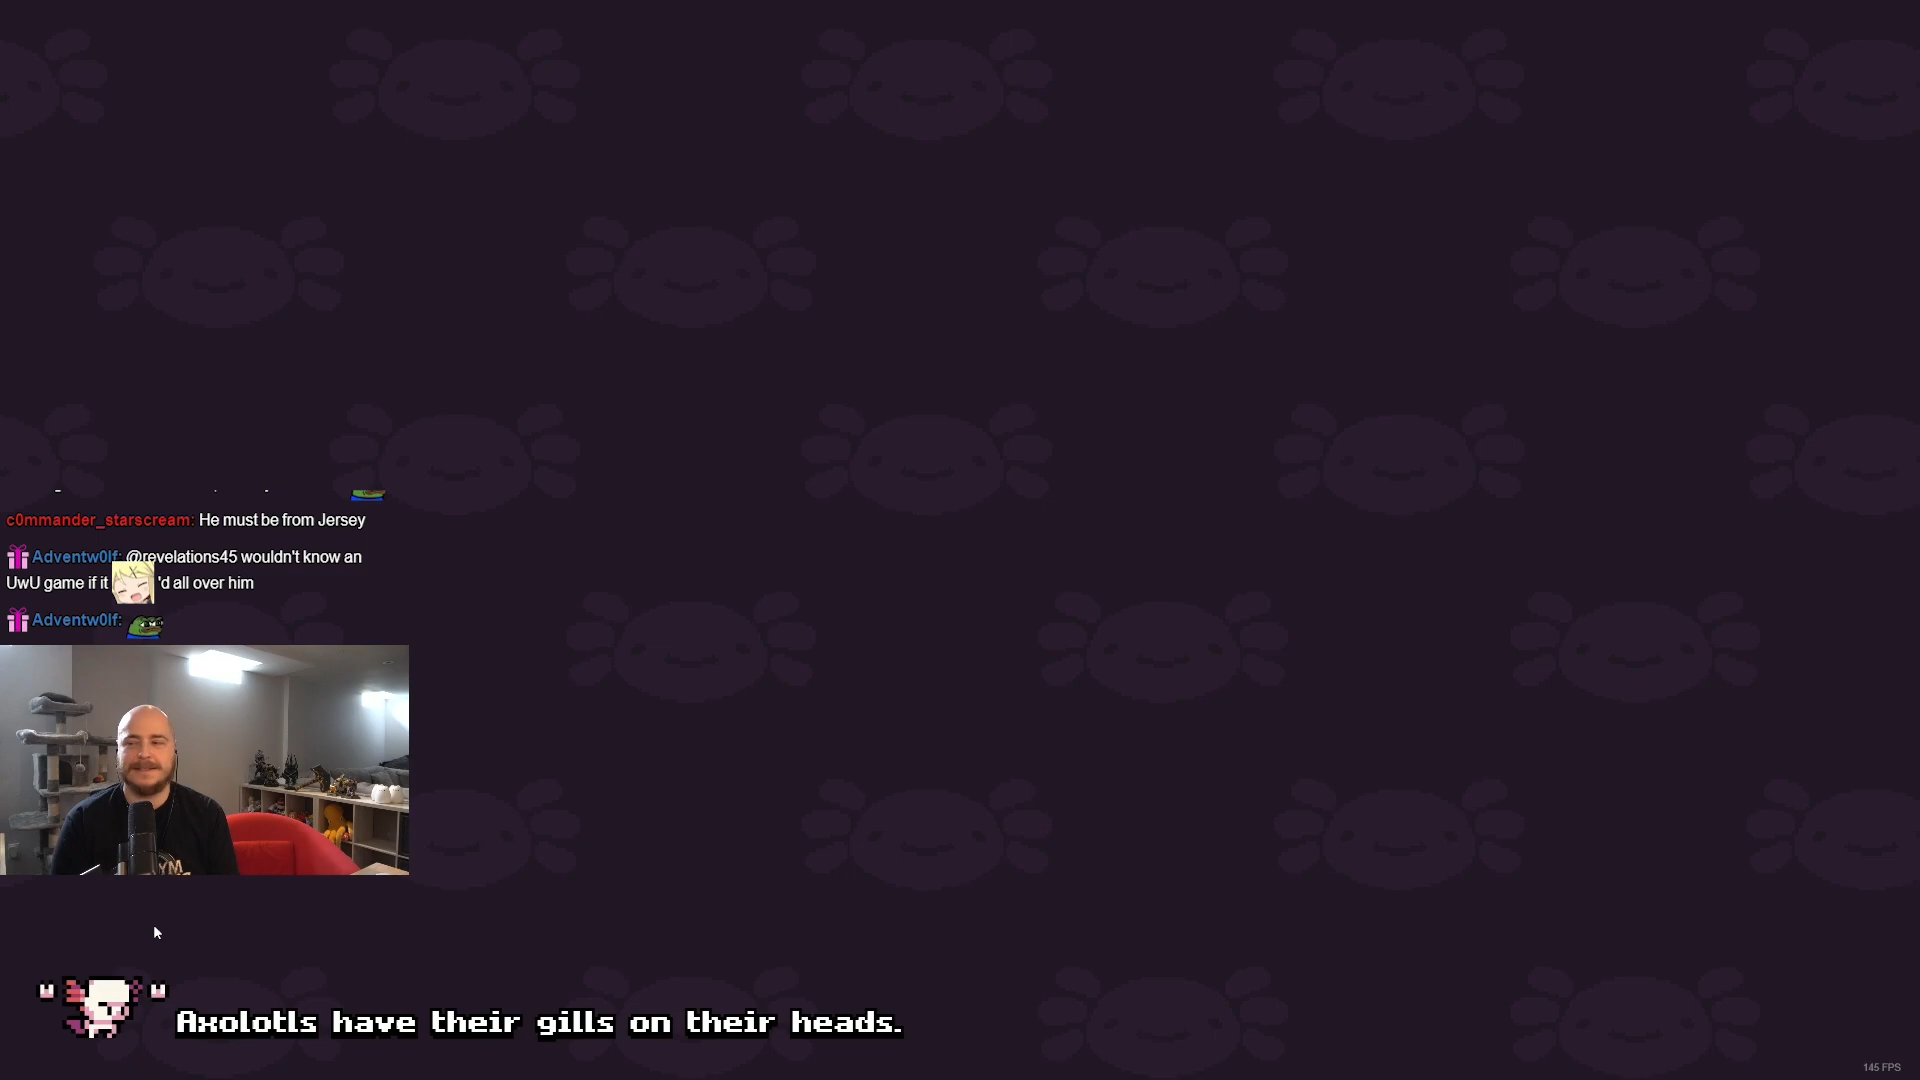 c0mmander_starscream: He must be from Jersey
Adventw0lf: @revelations45 wouldn't know an
UwU game if it 'd all over him
Adventw0lf:
YM
Axolotls have their gills on their heads.
145 FPS